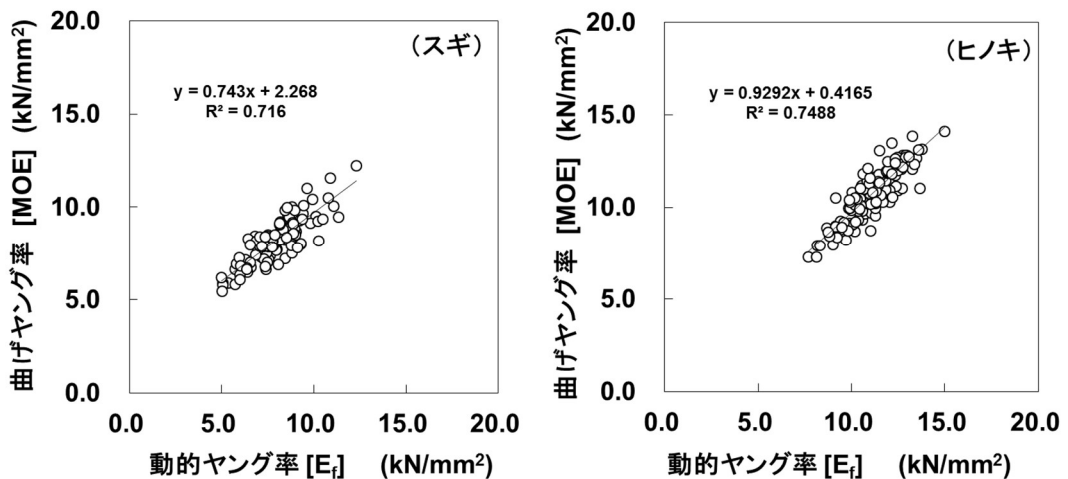 (スギ)
y = 0.743x + 2.268
R² = 0.716
曲げヤング率 [MOE] (kN/mm²)
20.0
15.0
10.0
5.0
0.0
0.0 5.0 10.0 15.0 20.0
動的ヤング率 [Ef] (kN/mm²)
(ヒノキ)
y = 0.9292x + 0.4165
R² = 0.7488
曲げヤング率 [MOE] (kN/mm²)
20.0
15.0
10.0
5.0
0.0
0.0 5.0 10.0 15.0 20.0
動的ヤング率 [Ef] (kN/mm²)